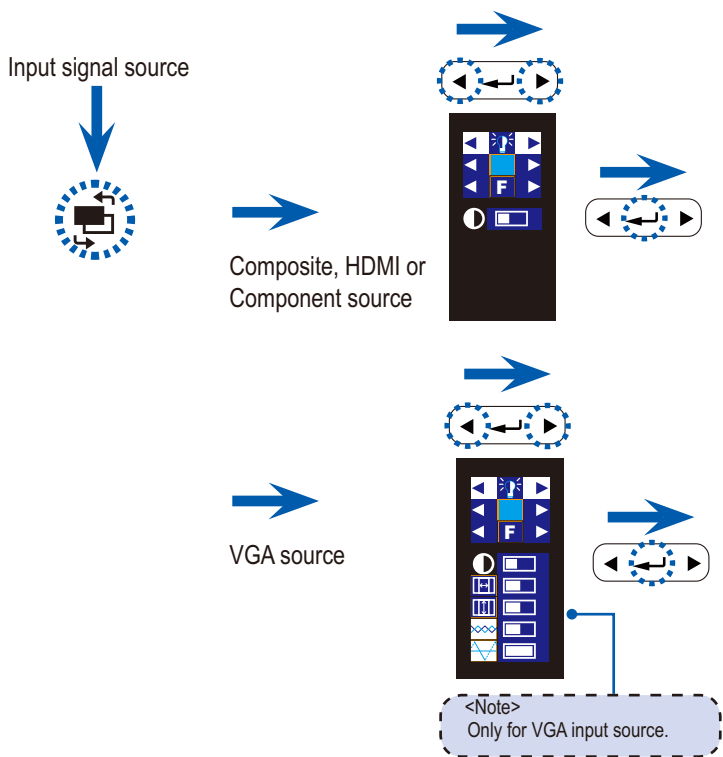 Input signal source
F
Composite, HDMI or
Component source
F
VGA source
<Note>
Only for VGA input source.